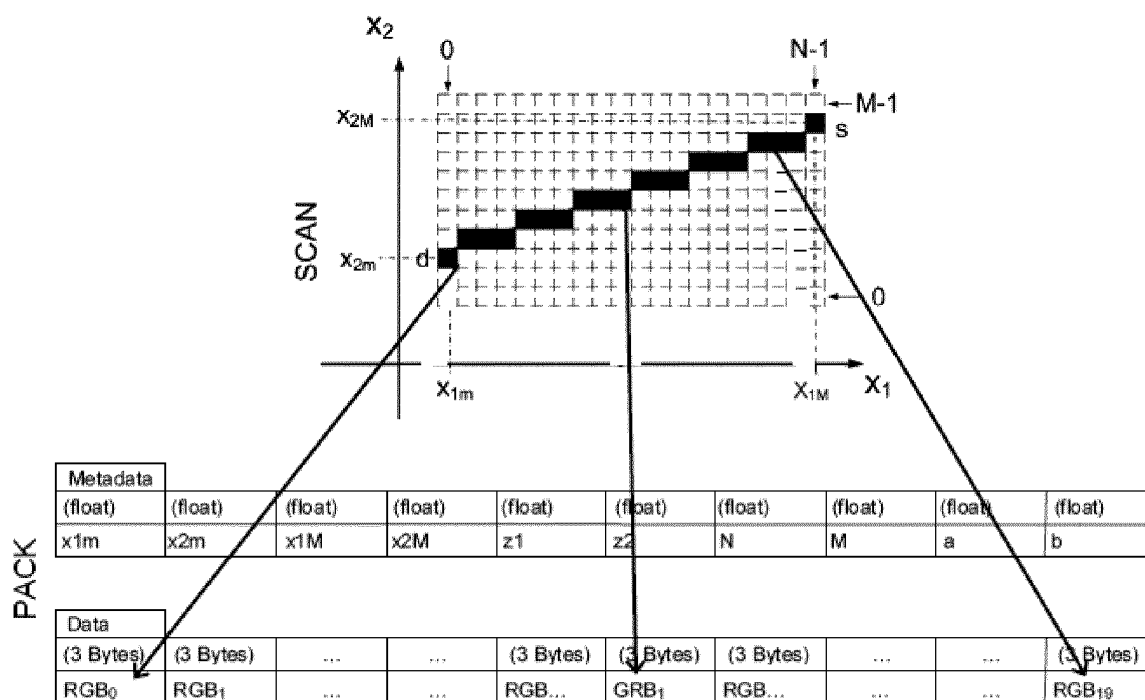 X₂
0
N-1
M-1
x₂M
s
SCAN
x₂m
d
0
x₁m
X₁M
X₁
PACK
Metadata
(float) (float) (float) (float) (float) (float) (float) (float) (float) (float)
x1m x2m x1M x2M z1 z2 N M a b
Data
(3 Bytes) (3 Bytes) ... ... (3 Bytes) (3 Bytes) (3 Bytes) ... ... (3 Bytes)
RGB₀ RGB₁ ... ... RGB... GRB₁ RGB... ... ... RGB₁₉